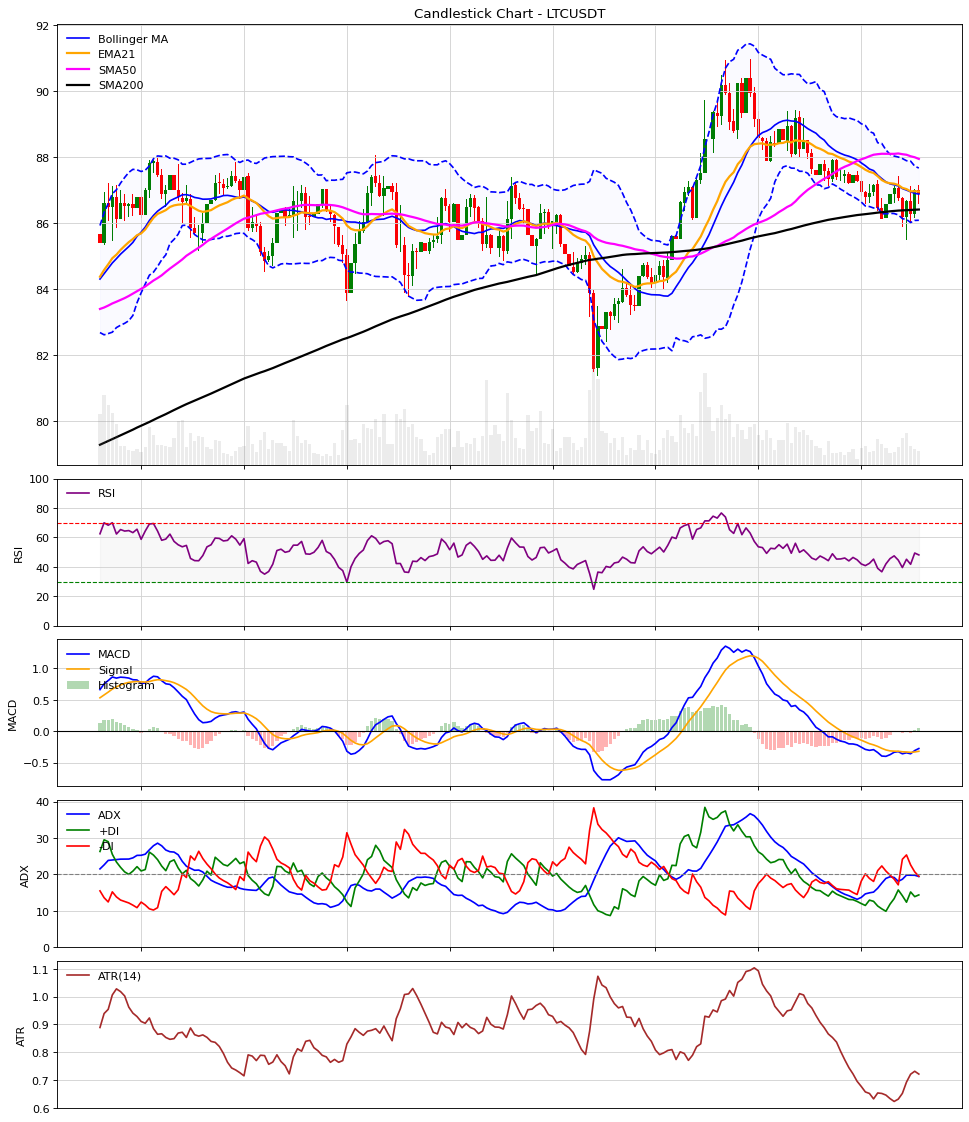 Candlestick Chart - LTCUSDT
92
90
88
86
84
82
80
Bollinger MA
EMA21
SMA50
SMA200
RSI
100
80
60
40
20
0
RSI
MACD
1.0
0.5
0.0
−0.5
MACD
Signal
Histogram
ADX
40
30
20
10
0
ADX
+DI
-DI
ATR
1.1
1.0
0.9
0.8
0.7
0.6
ATR(14)